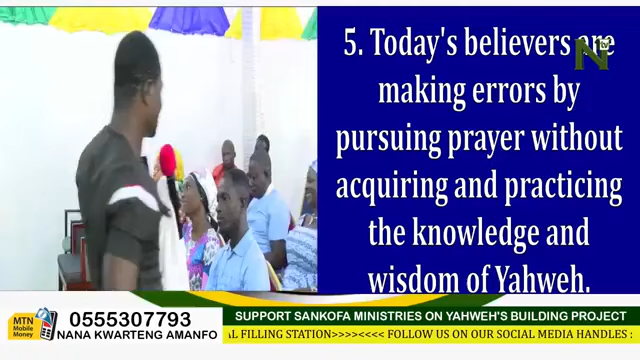 5. Today's believers are
making errors by
pursuing prayer without
acquiring and practicing
the knowledge and
wisdom of Yahweh.
NTV
MTN
Mobile
Money
0555307793
NANA KWARTENG AMANFO
SUPPORT SANKOFA MINISTRIES ON YAHWEH'S BUILDING PROJECT
AL FILLING STATION>>>><<<< FOLLOW US ON OUR SOCIAL MEDIA HANDLES :